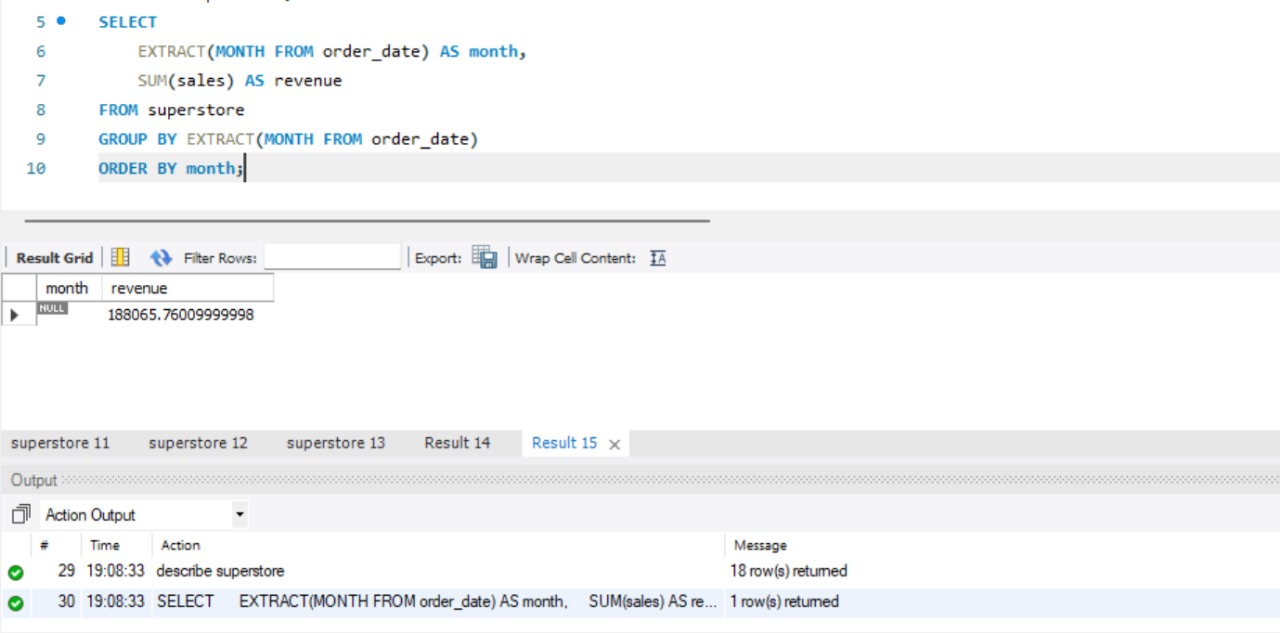 5 SELECT
6 EXTRACT(MONTH FROM order_date) AS month,
7 SUM(sales) AS revenue
8 FROM superstore
9 GROUP BY EXTRACT(MONTH FROM order_date)
10 ORDER BY month;
Result Grid Filter Rows: Export: Wrap Cell Content: IA
month revenue
NULL 188065.76009999998
superstore 11 superstore 12 superstore 13 Result 14 Result 15
Output
Action Output
# Time Action Message
29 19:08:33 describe superstore 18 row(s) returned
30 19:08:33 SELECT EXTRACT(MONTH FROM order_date) AS month, SUM(sales) AS re... 1 row(s) returned